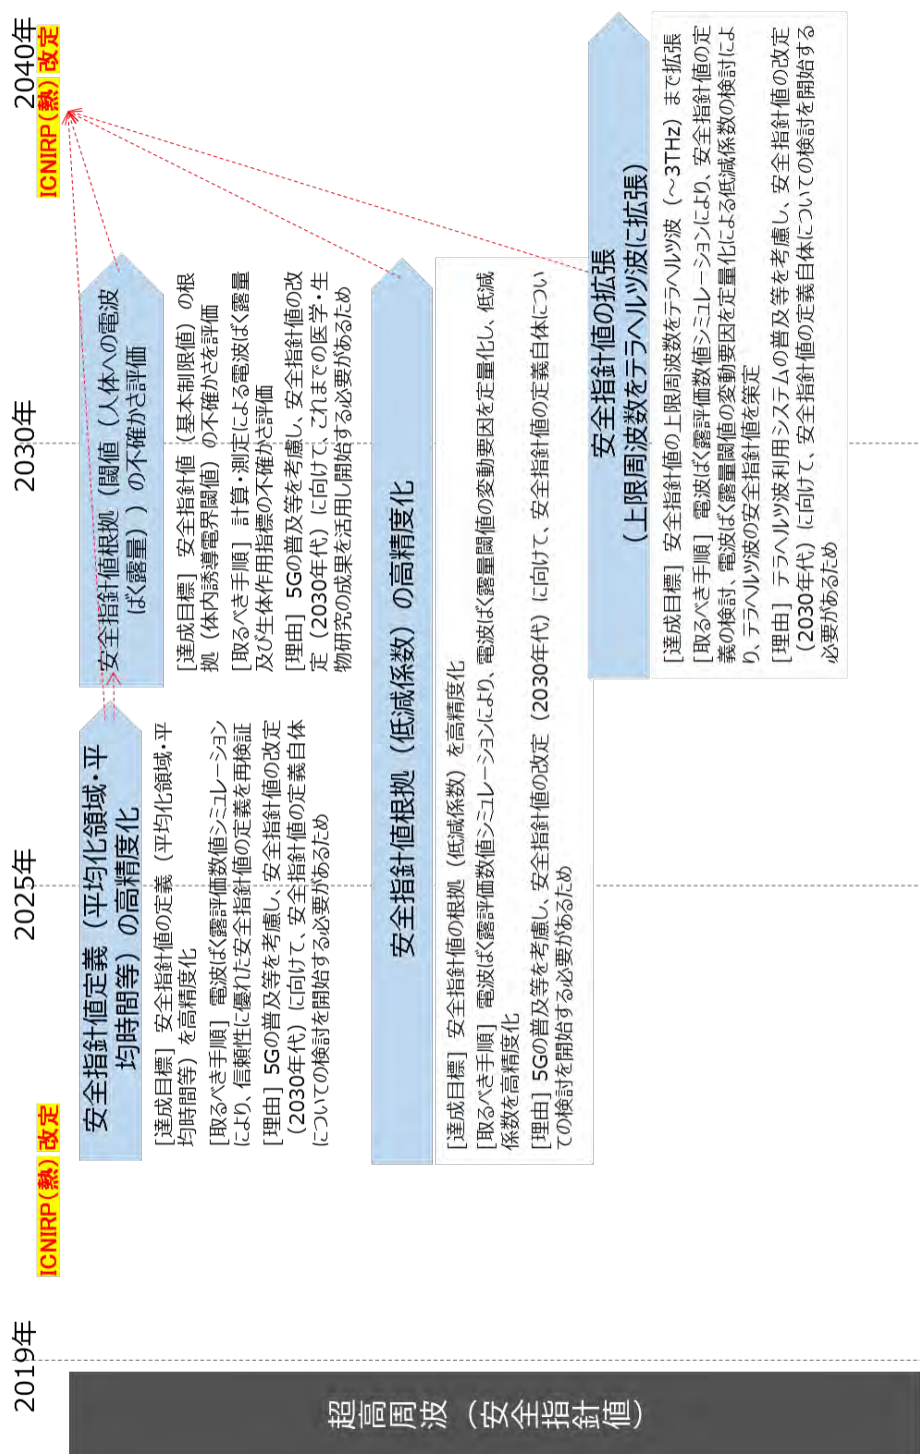 2019年
2025年
2030年
2040年
ICNIRP（熱）改定
ICNIRP（熱）改定
超高周波（安全指針値）
安全指針値定義（平均化領域・平
均時間等）の高精度化
［達成目標］安全指針値の定義（平均化領域・平
均時間等）を高精度化
［取るべき手順］電波ばく露評価数値シミュレーション
により、信頼性に優れた安全指針値の定義を再検証
［理由］5Gの普及等を考慮し、安全指針値の改定
（2030年代）に向けて、安全指針値の定義自体
についての検討を開始する必要があるため
安全指針値根拠（閾値（人体への電波
ばく露量））の不確かさ評価
［達成目標］安全指針値（基本制限値）の根
拠（体内誘導電界閾値）の不確かさを評価
［取るべき手順］計算・測定による電波ばく露量
及び生体作用指標の不確かさ評価
［理由］5Gの普及等を考慮し、安全指針値の改
定（2030年代）に向けて、これまでの医学・生
物研究の成果を活用し開始する必要があるため
安全指針値根拠（低減係数）の高精度化
［達成目標］安全指針値の根拠（低減係数）を高精度化
［取るべき手順］電波ばく露評価数値シミュレーションにより、電波ばく露量閾値の変動要因を定量化し、低減
係数を高精度化
［理由］5Gの普及等を考慮し、安全指針値の改定（2030年代）に向けて、安全指針値の定義自体につい
ての検討を開始する必要があるため
安全指針値の拡張
（上限周波数をテラヘルツ波に拡張）
［達成目標］安全指針値の上限周波数をテラヘルツ波（～3THz）まで拡張
［取るべき手順］電波ばく露評価数値シミュレーションにより、安全指針値の定
義の検討、電波ばく露量閾値の変動要因を定量化による低減係数の検討によ
り、テラヘルツ波の安全指針値を策定
［理由］テラヘルツ波利用システムの普及等を考慮し、安全指針値の改定
（2030年代）に向けて、安全指針値の定義自体についての検討を開始する
必要があるため